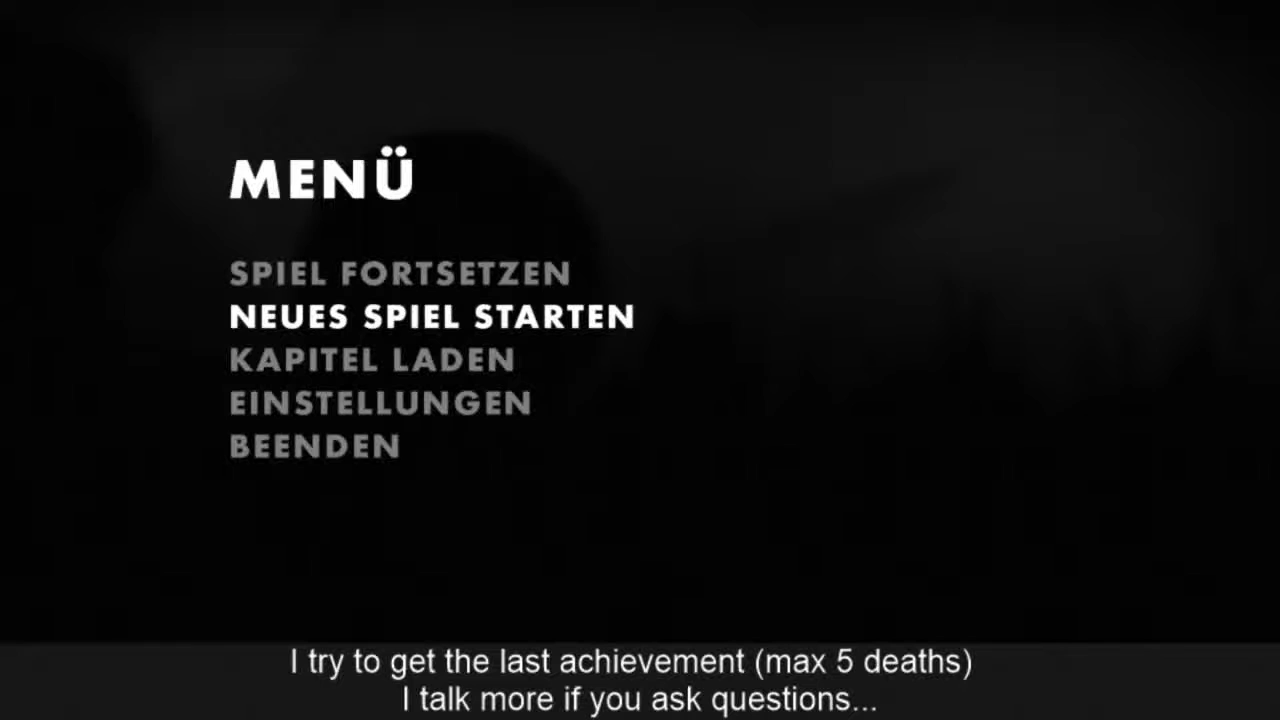 MENÜ
SPIEL FORTSETZEN
NEUES SPIEL STARTEN
KAPITEL LADEN
EINSTELLUNGEN
BEENDEN
I try to get the last achievement (max 5 deaths)
I talk more if you ask questions...